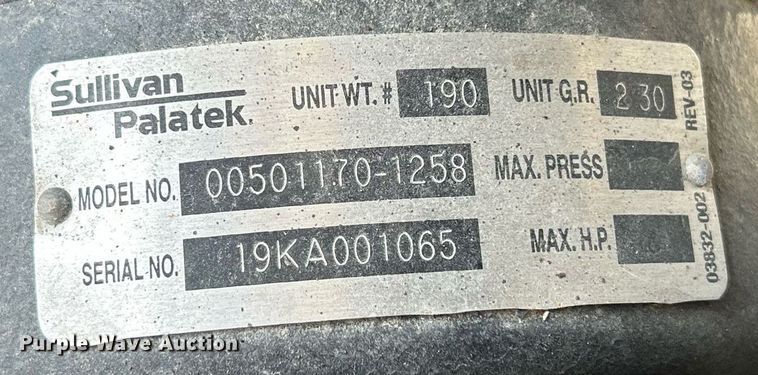 Sullivan
Palatek.
UNIT WT. # 190 UNIT G.R. 2 30
MODEL NO. 00501170-1258 MAX. PRESS
SERIAL NO. 19KA001065 MAX. H.P.
03832-002 REV-03
Purple Wave Auction